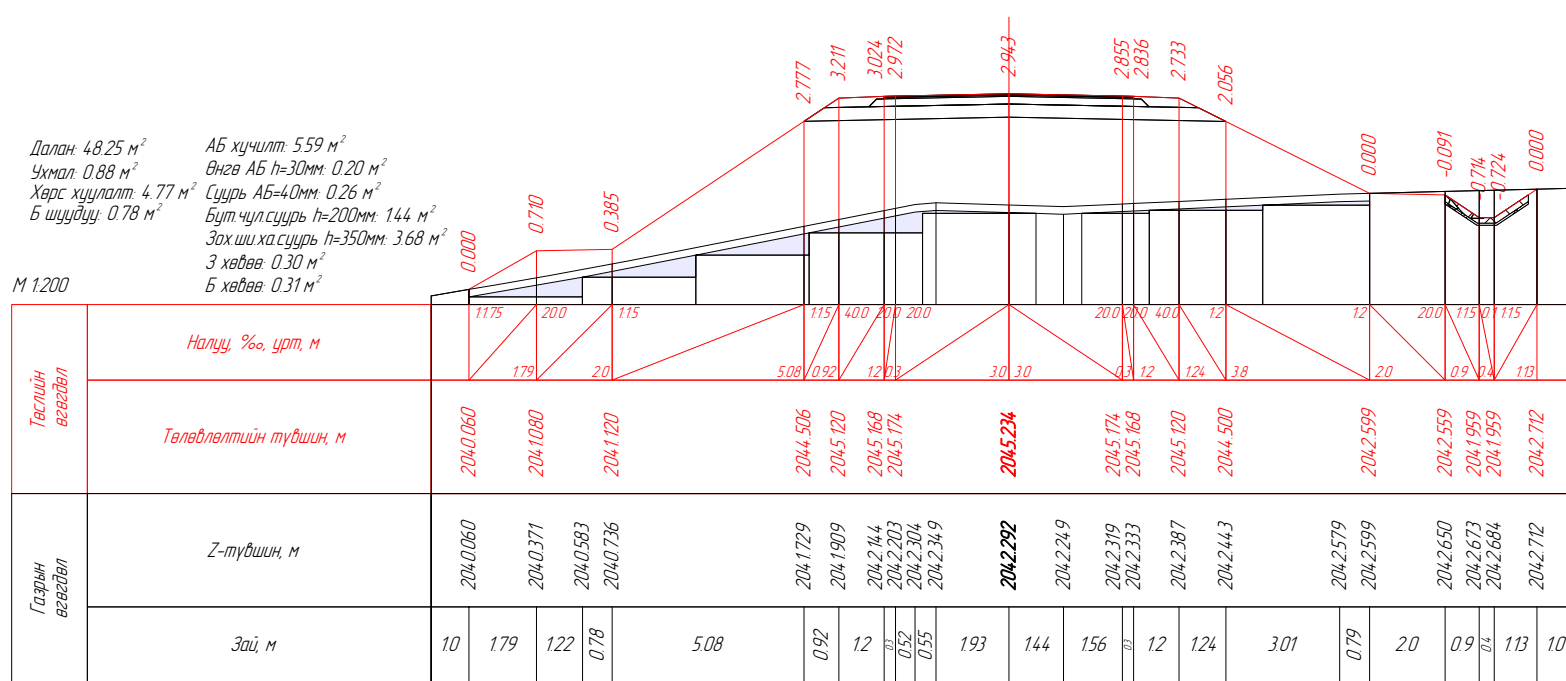 2.777 3.211 3.024 2.972 2.943 2.855 2.836 2.733 2.056
0.000 0.710 0.385 0.000 -0.091 -0.714 -0.724 0.000
Далан: 48.25 м² АБ хучилт: 5.59 м²
Ухмал: 0.88 м² Өнгө АБ h=30мм: 0.20 м²
Хөрс хуулалт: 4.77 м² Суурь АБ=40мм: 0.26 м²
Б шуудуу: 0.78 м² Бут.чул.суурь h=200мм: 1.44 м²
Зох.ши.ха.суурь h=350мм: 3.68 м²
З хөвөө: 0.30 м²
М 1:200 Б хөвөө: 0.31 м²
Төслийн өгөгдөл
Налуу, ‰, урт, м
1:1.75 20.0 1:1.5 1:1.5 40.0 20.0 20.0 20.0 20.0 40.0 1:2 1:2 20.0 1:1.5 0.1 1:1.5
1.79 2.0 5.08 0.92 1.2 0.3 3.0 3.0 0.3 1.2 1.24 3.8 2.0 0.9 0.4 1.13
Төлөвлөлтийн түвшин, м
2040.060 2041.080 2041.120 2044.506 2045.120 2045.168 2045.174 2045.234 2045.174 2045.168 2045.120 2044.500 2042.599 2042.559 2041.959 2041.959 2042.712
Газрын өгөгдөл
Z-түвшин, м
2040.060 2040.371 2040.583 2040.736 2041.729 2041.909 2042.144 2042.203 2042.304 2042.349 2042.292 2042.249 2042.319 2042.333 2042.387 2042.443 2042.579 2042.599 2042.650 2042.673 2042.684 2042.712
Зай, м
1.0 1.79 1.22 0.78 5.08 0.92 1.2 0.3 0.52 0.55 1.93 1.44 1.56 0.3 1.2 1.24 3.01 0.79 2.0 0.9 0.4 1.13 1.0